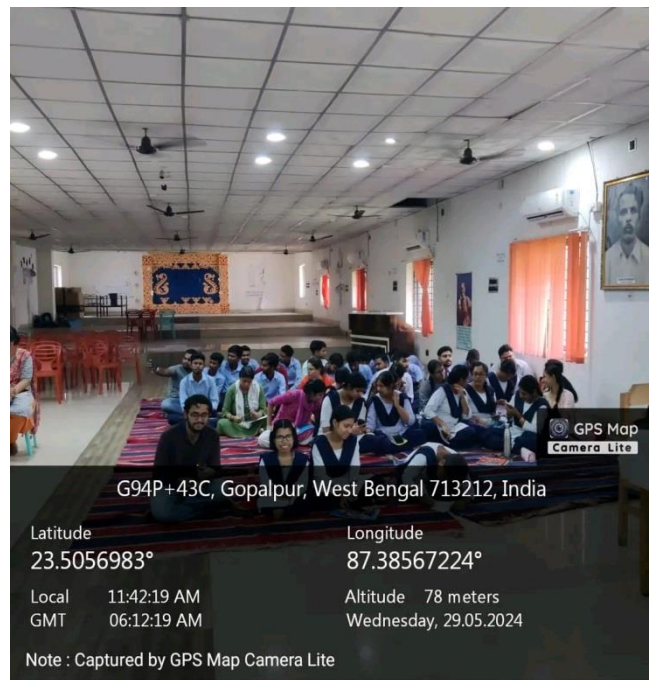 GPS Map
Camera Lite
G94P+43C, Gopalpur, West Bengal 713212, India
Latitude
23.5056983°
Longitude
87.38567224°
Local 11:42:19 AM
GMT 06:12:19 AM
Altitude 78 meters
Wednesday, 29.05.2024
Note : Captured by GPS Map Camera Lite